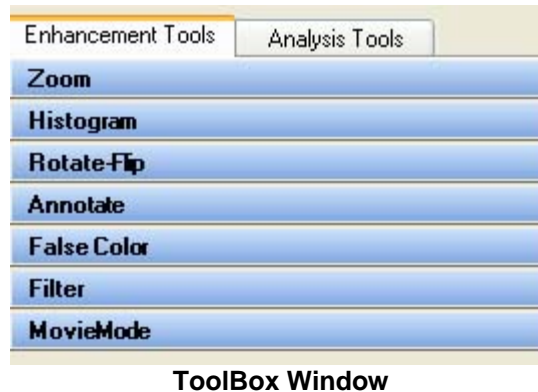 Enhancement Tools Analysis Tools
Zoom
Histogram
Rotate-Flip
Annotate
False Color
Filter
MovieMode
ToolBox Window